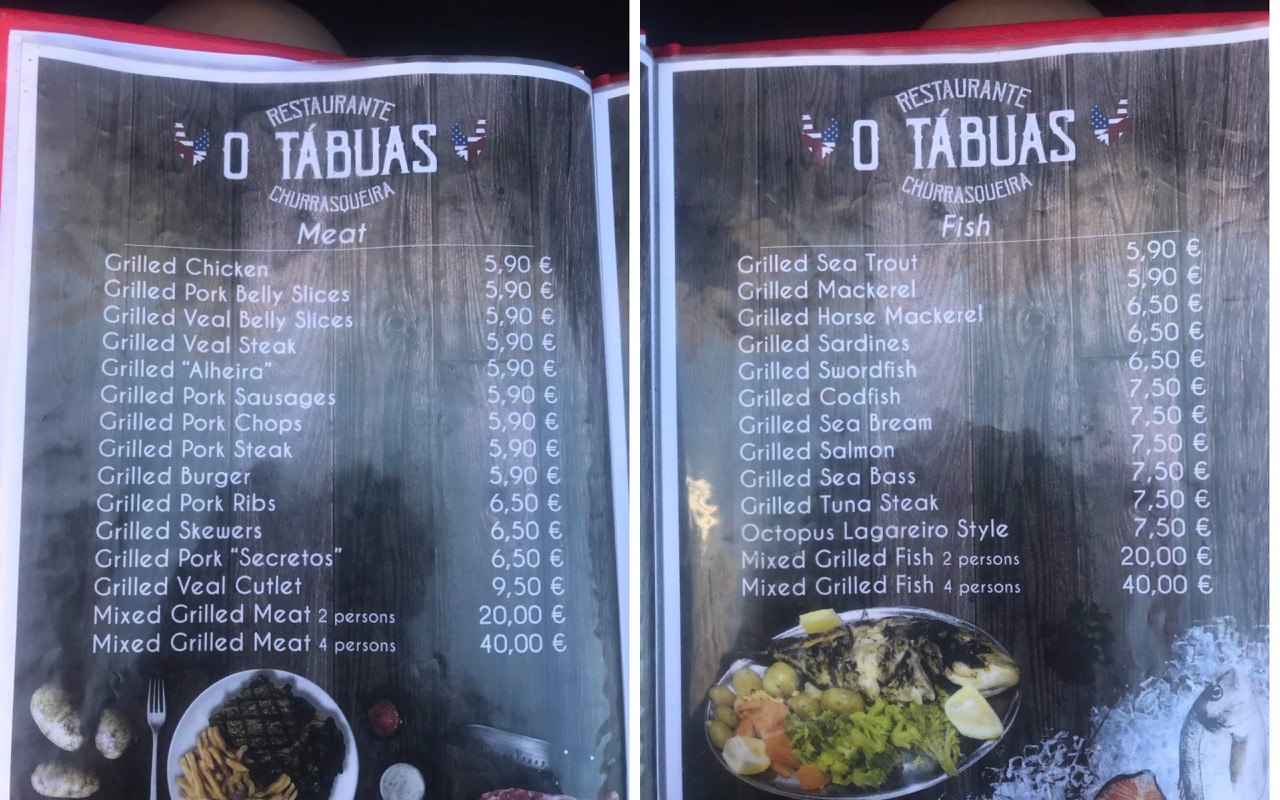 RESTAURANTE
O TÁBUAS
CHURRASQUEIRA
Meat
Grilled Chicken 5,90 €
Grilled Pork Belly Slices 5,90 €
Grilled Veal Belly Slices 5,90 €
Grilled Veal Steak 5,90 €
Grilled “Alheira” 5,90 €
Grilled Pork Sausages 5,90 €
Grilled Pork Chops 5,90 €
Grilled Pork Steak 5,90 €
Grilled Burger 5,90 €
Grilled Pork Ribs 6,50 €
Grilled Skewers 6,50 €
Grilled Pork “Secretos” 6,50 €
Grilled Veal Cutlet 9,50 €
Mixed Grilled Meat 2 persons 20,00 €
Mixed Grilled Meat 4 persons 40,00 €
RESTAURANTE
O TÁBUAS
CHURRASQUEIRA
Fish
Grilled Sea Trout 5,90 €
Grilled Mackerel 5,90 €
Grilled Horse Mackerel 6,50 €
Grilled Sardines 6,50 €
Grilled Swordfish 6,50 €
Grilled Codfish 7,50 €
Grilled Sea Bream 7,50 €
Grilled Salmon 7,50 €
Grilled Sea Bass 7,50 €
Grilled Tuna Steak 7,50 €
Octopus Lagareiro Style 7,50 €
Mixed Grilled Fish 2 persons 20,00 €
Mixed Grilled Fish 4 persons 40,00 €